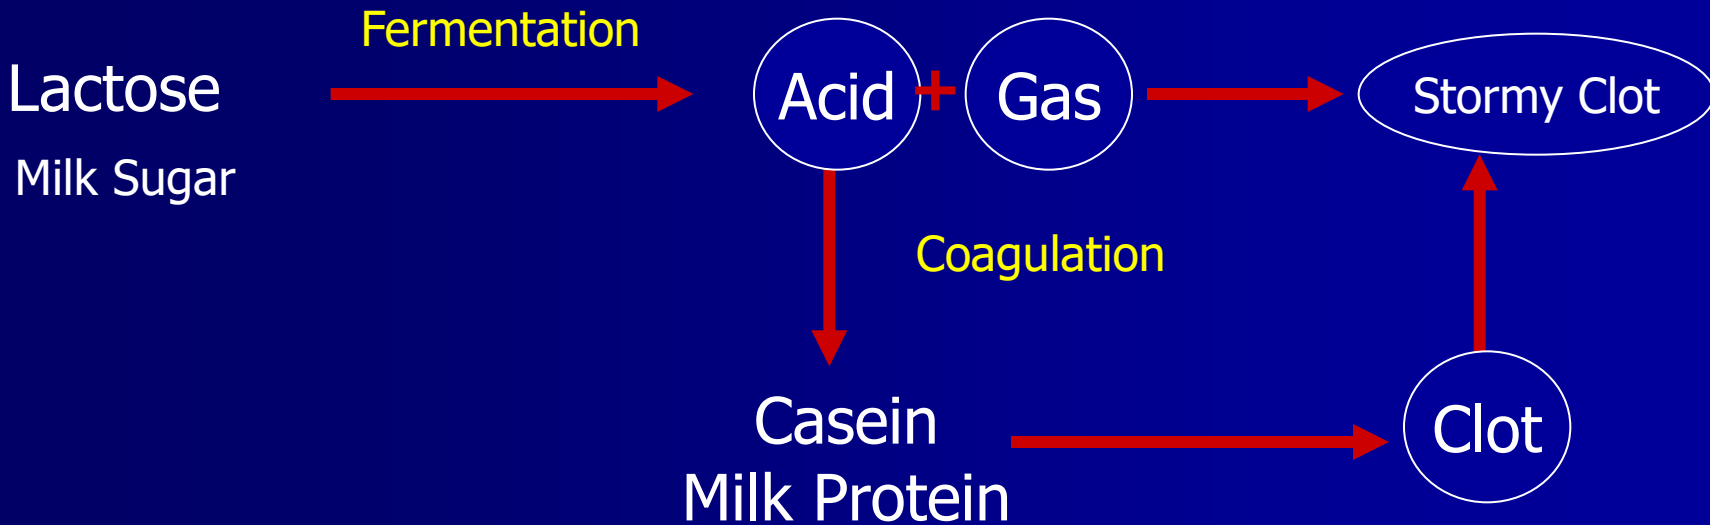 Fermentation
Lactose
Acid + Gas
Stormy Clot
Milk Sugar
Coagulation
Casein
Milk Protein
Clot